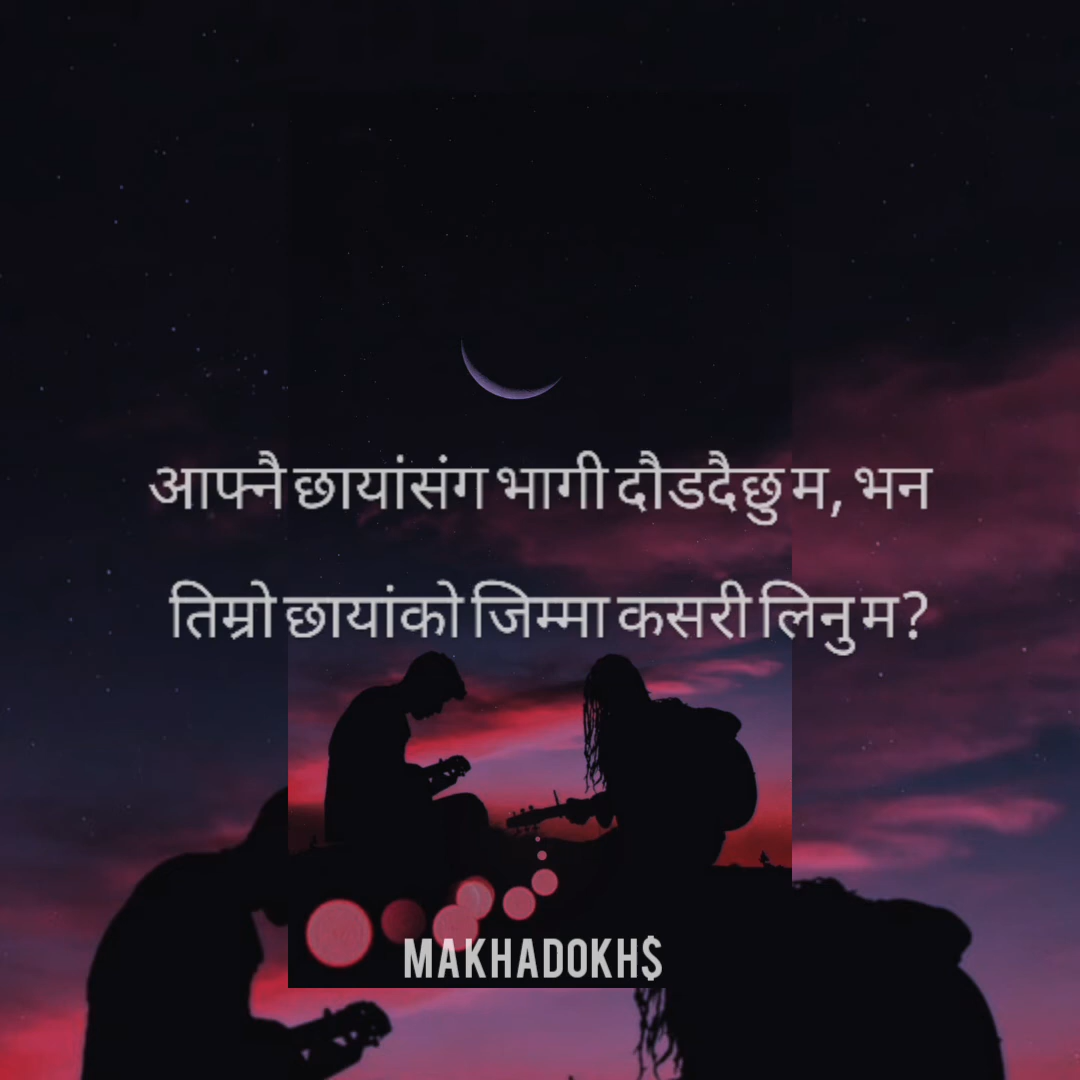 आफ्नै छायांसंग भागी दौडदैछु म, भन
तिम्रो छायांको जिम्मा कसरी लिनु म?
MAKHADOKH$